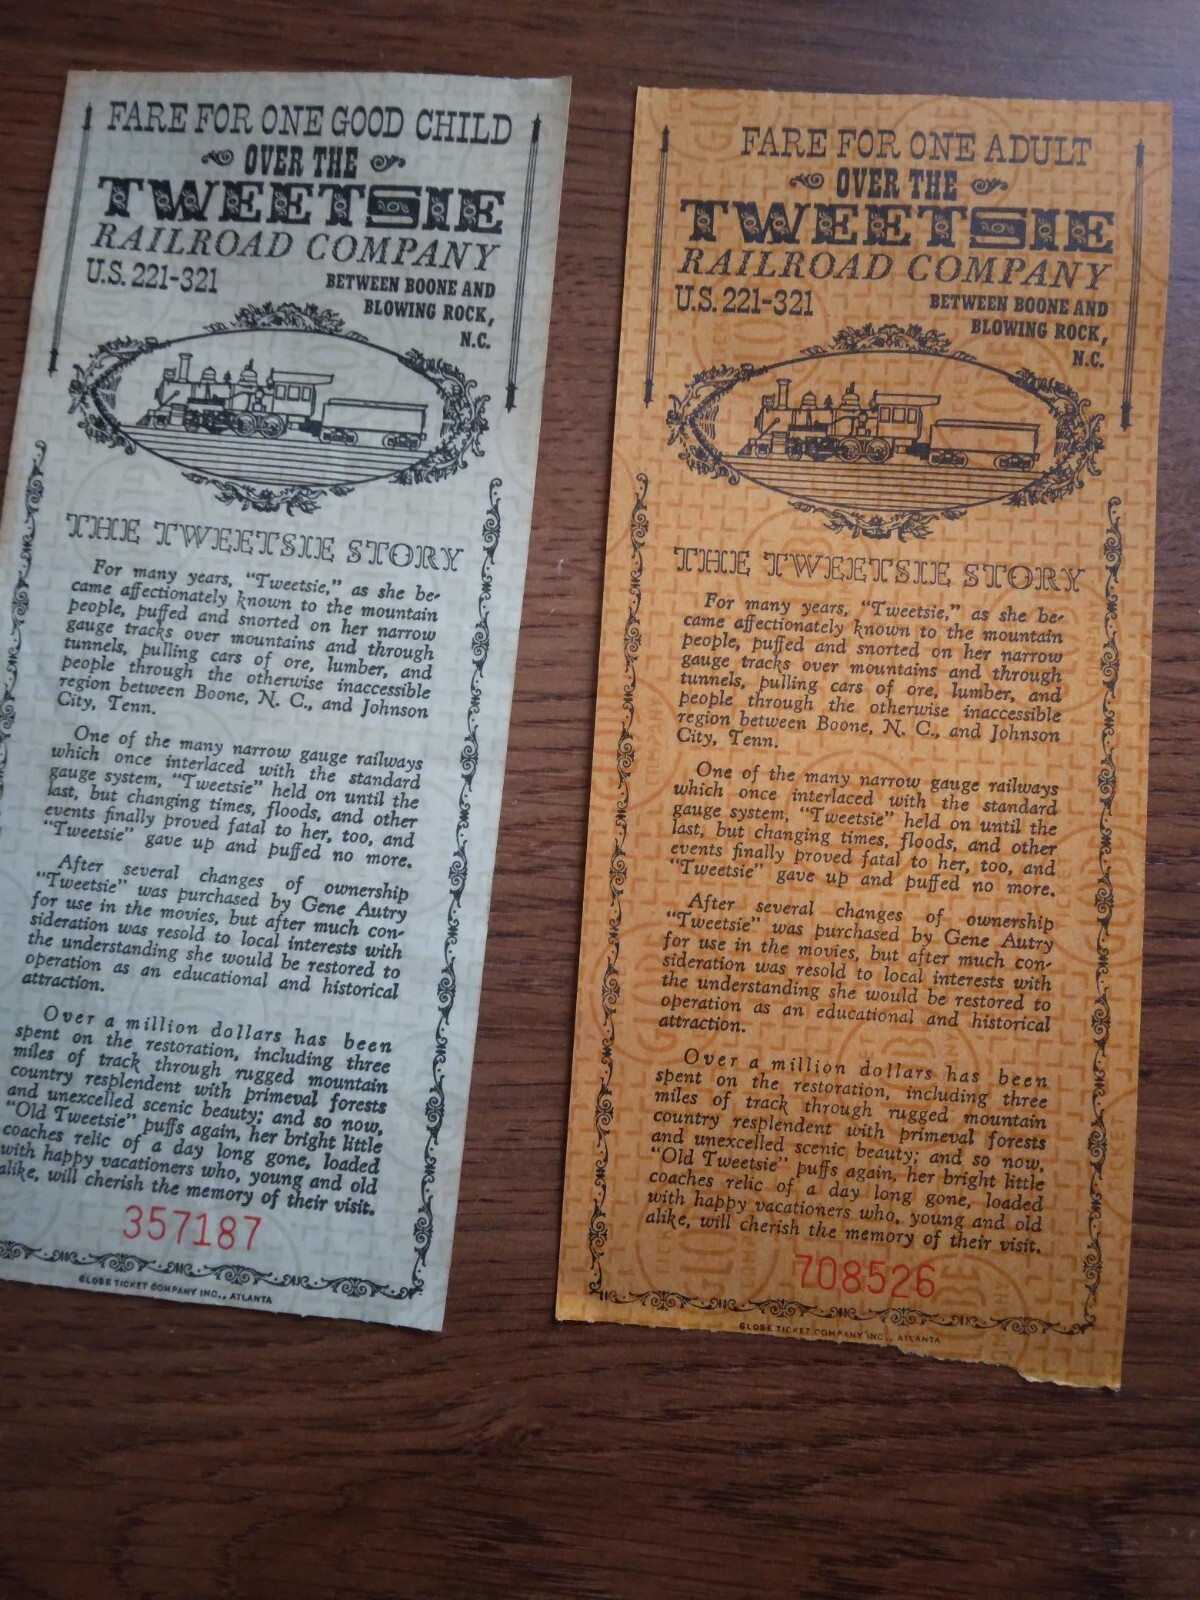 FARE FOR ONE GOOD CHILD
OVER THE
TWEETSIE
RAILROAD COMPANY
U.S. 221-321
BETWEEN BOONE AND
BLOWING ROCK,
N.C.
THE TWEETSIE STORY
For many years, "Tweetsie," as she be-
came affectionately known to the mountain
people, puffed and snorted on her narrow
gauge tracks over mountains and through
tunnels, pulling cars of ore, lumber, and
people through the otherwise inaccessible
region between Boone, N. C., and Johnson
City, Tenn.
One of the many narrow gauge railways
which once interlaced with the standard
gauge system, "Tweetsie" held on until the
last, but changing times, floods, and other
events finally proved fatal to her, too, and
"Tweetsie" gave up and puffed no more.
After several changes of ownership
"Tweetsie" was purchased by Gene Autry
for use in the movies, but after much con-
sideration was resold to local interests with
the understanding she would be restored to
operation as an educational and historical
attraction.
Over a million dollars has been
spent on the restoration, including three
miles of track through rugged mountain
country resplendent with primeval forests
and unexcelled scenic beauty; and so now,
"Old Tweetsie" puffs again, her bright little
coaches relic of a day long gone, loaded
with happy vacationers who, young and old
alike, will cherish the memory of their visit.
357187
GLOBE TICKET COMPANY INC., ATLANTA
FARE FOR ONE ADULT
OVER THE
TWEETSIE
RAILROAD COMPANY
U.S. 221-321
BETWEEN BOONE AND
BLOWING ROCK,
N.C.
THE TWEETSIE STORY
For many years, "Tweetsie," as she be-
came affectionately known to the mountain
people, puffed and snorted on her narrow
gauge tracks over mountains and through
tunnels, pulling cars of ore, lumber, and
people through the otherwise inaccessible
region between Boone, N. C., and Johnson
City, Tenn.
One of the many narrow gauge railways
which once interlaced with the standard
gauge system, "Tweetsie" held on until the
last, but changing times, floods, and other
events finally proved fatal to her, too, and
"Tweetsie" gave up and puffed no more.
After several changes of ownership
"Tweetsie" was purchased by Gene Autry
for use in the movies, but after much con-
sideration was resold to local interests with
the understanding she would be restored to
operation as an educational and historical
attraction.
Over a million dollars has been
spent on the restoration, including three
miles of track through rugged mountain
country resplendent with primeval forests
and unexcelled scenic beauty; and so now,
"Old Tweetsie" puffs again, her bright little
coaches relic of a day long gone, loaded
with happy vacationers who, young and old
alike, will cherish the memory of their visit.
708526
GLOBE TICKET COMPANY INC., ATLANTA